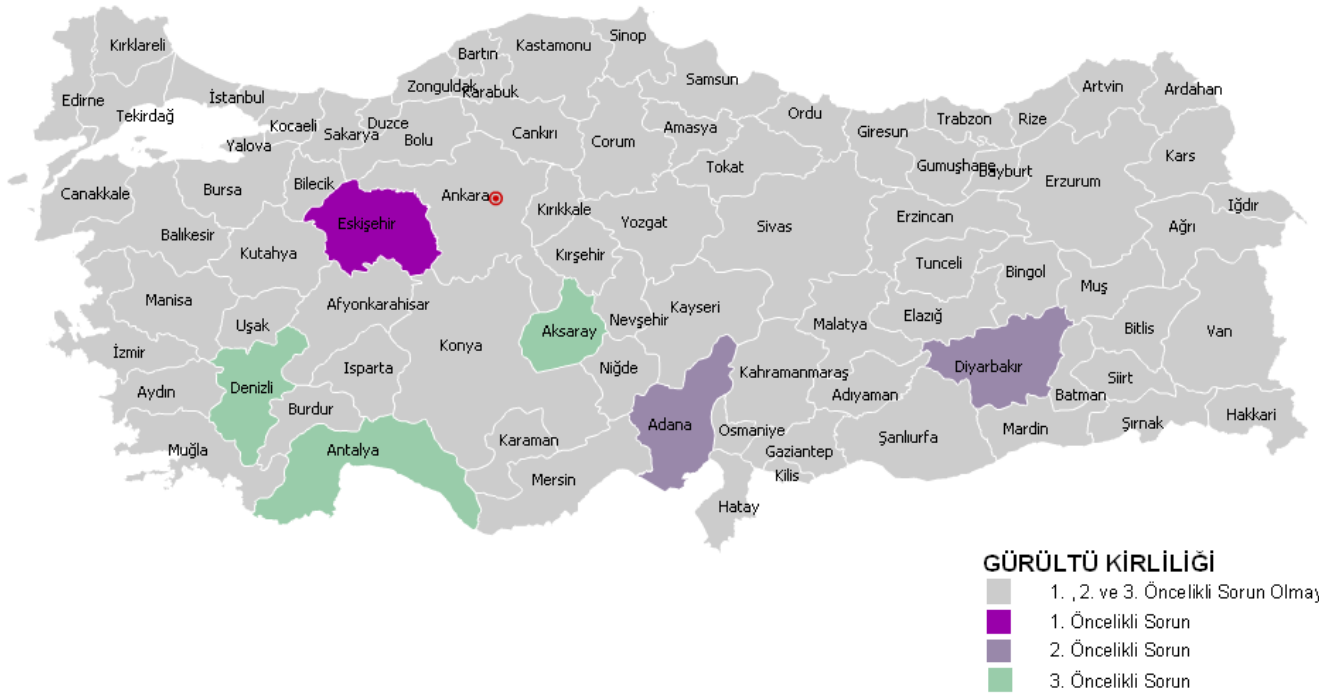 Kırklareli
Edirne
Tekirdağ
İstanbul
Kocaeli
Yalova
Sakarya
Duzce
Bolu
Zonguldak
Bartın
Karabuk
Kastamonu
Sinop
Samsun
Cankırı
Corum
Amasya
Tokat
Ordu
Giresun
Trabzon
Rize
Artvin
Ardahan
Gumuşhane
Bayburt
Erzurum
Kars
Iğdır
Ağrı
Canakkale
Bursa
Bilecik
Eskişehir
Ankara
Kırıkkale
Yozgat
Sivas
Erzincan
Balıkesir
Kutahya
Kırşehir
Tunceli
Bingol
Muş
Manisa
Uşak
Afyonkarahisar
Konya
Aksaray
Nevşehir
Kayseri
Malatya
Elazığ
Bitlis
Van
İzmir
Aydın
Denizli
Isparta
Burdur
Niğde
Kahramanmaraş
Adıyaman
Diyarbakır
Batman
Siirt
Muğla
Antalya
Karaman
Mersin
Adana
Osmaniye
Gaziantep
Kilis
Hatay
Şanlıurfa
Mardin
Şırnak
Hakkari
GÜRÜLTÜ KİRLİLİĞİ
1. , 2. ve 3. Öncelikli Sorun Olmay
1. Öncelikli Sorun
2. Öncelikli Sorun
3. Öncelikli Sorun